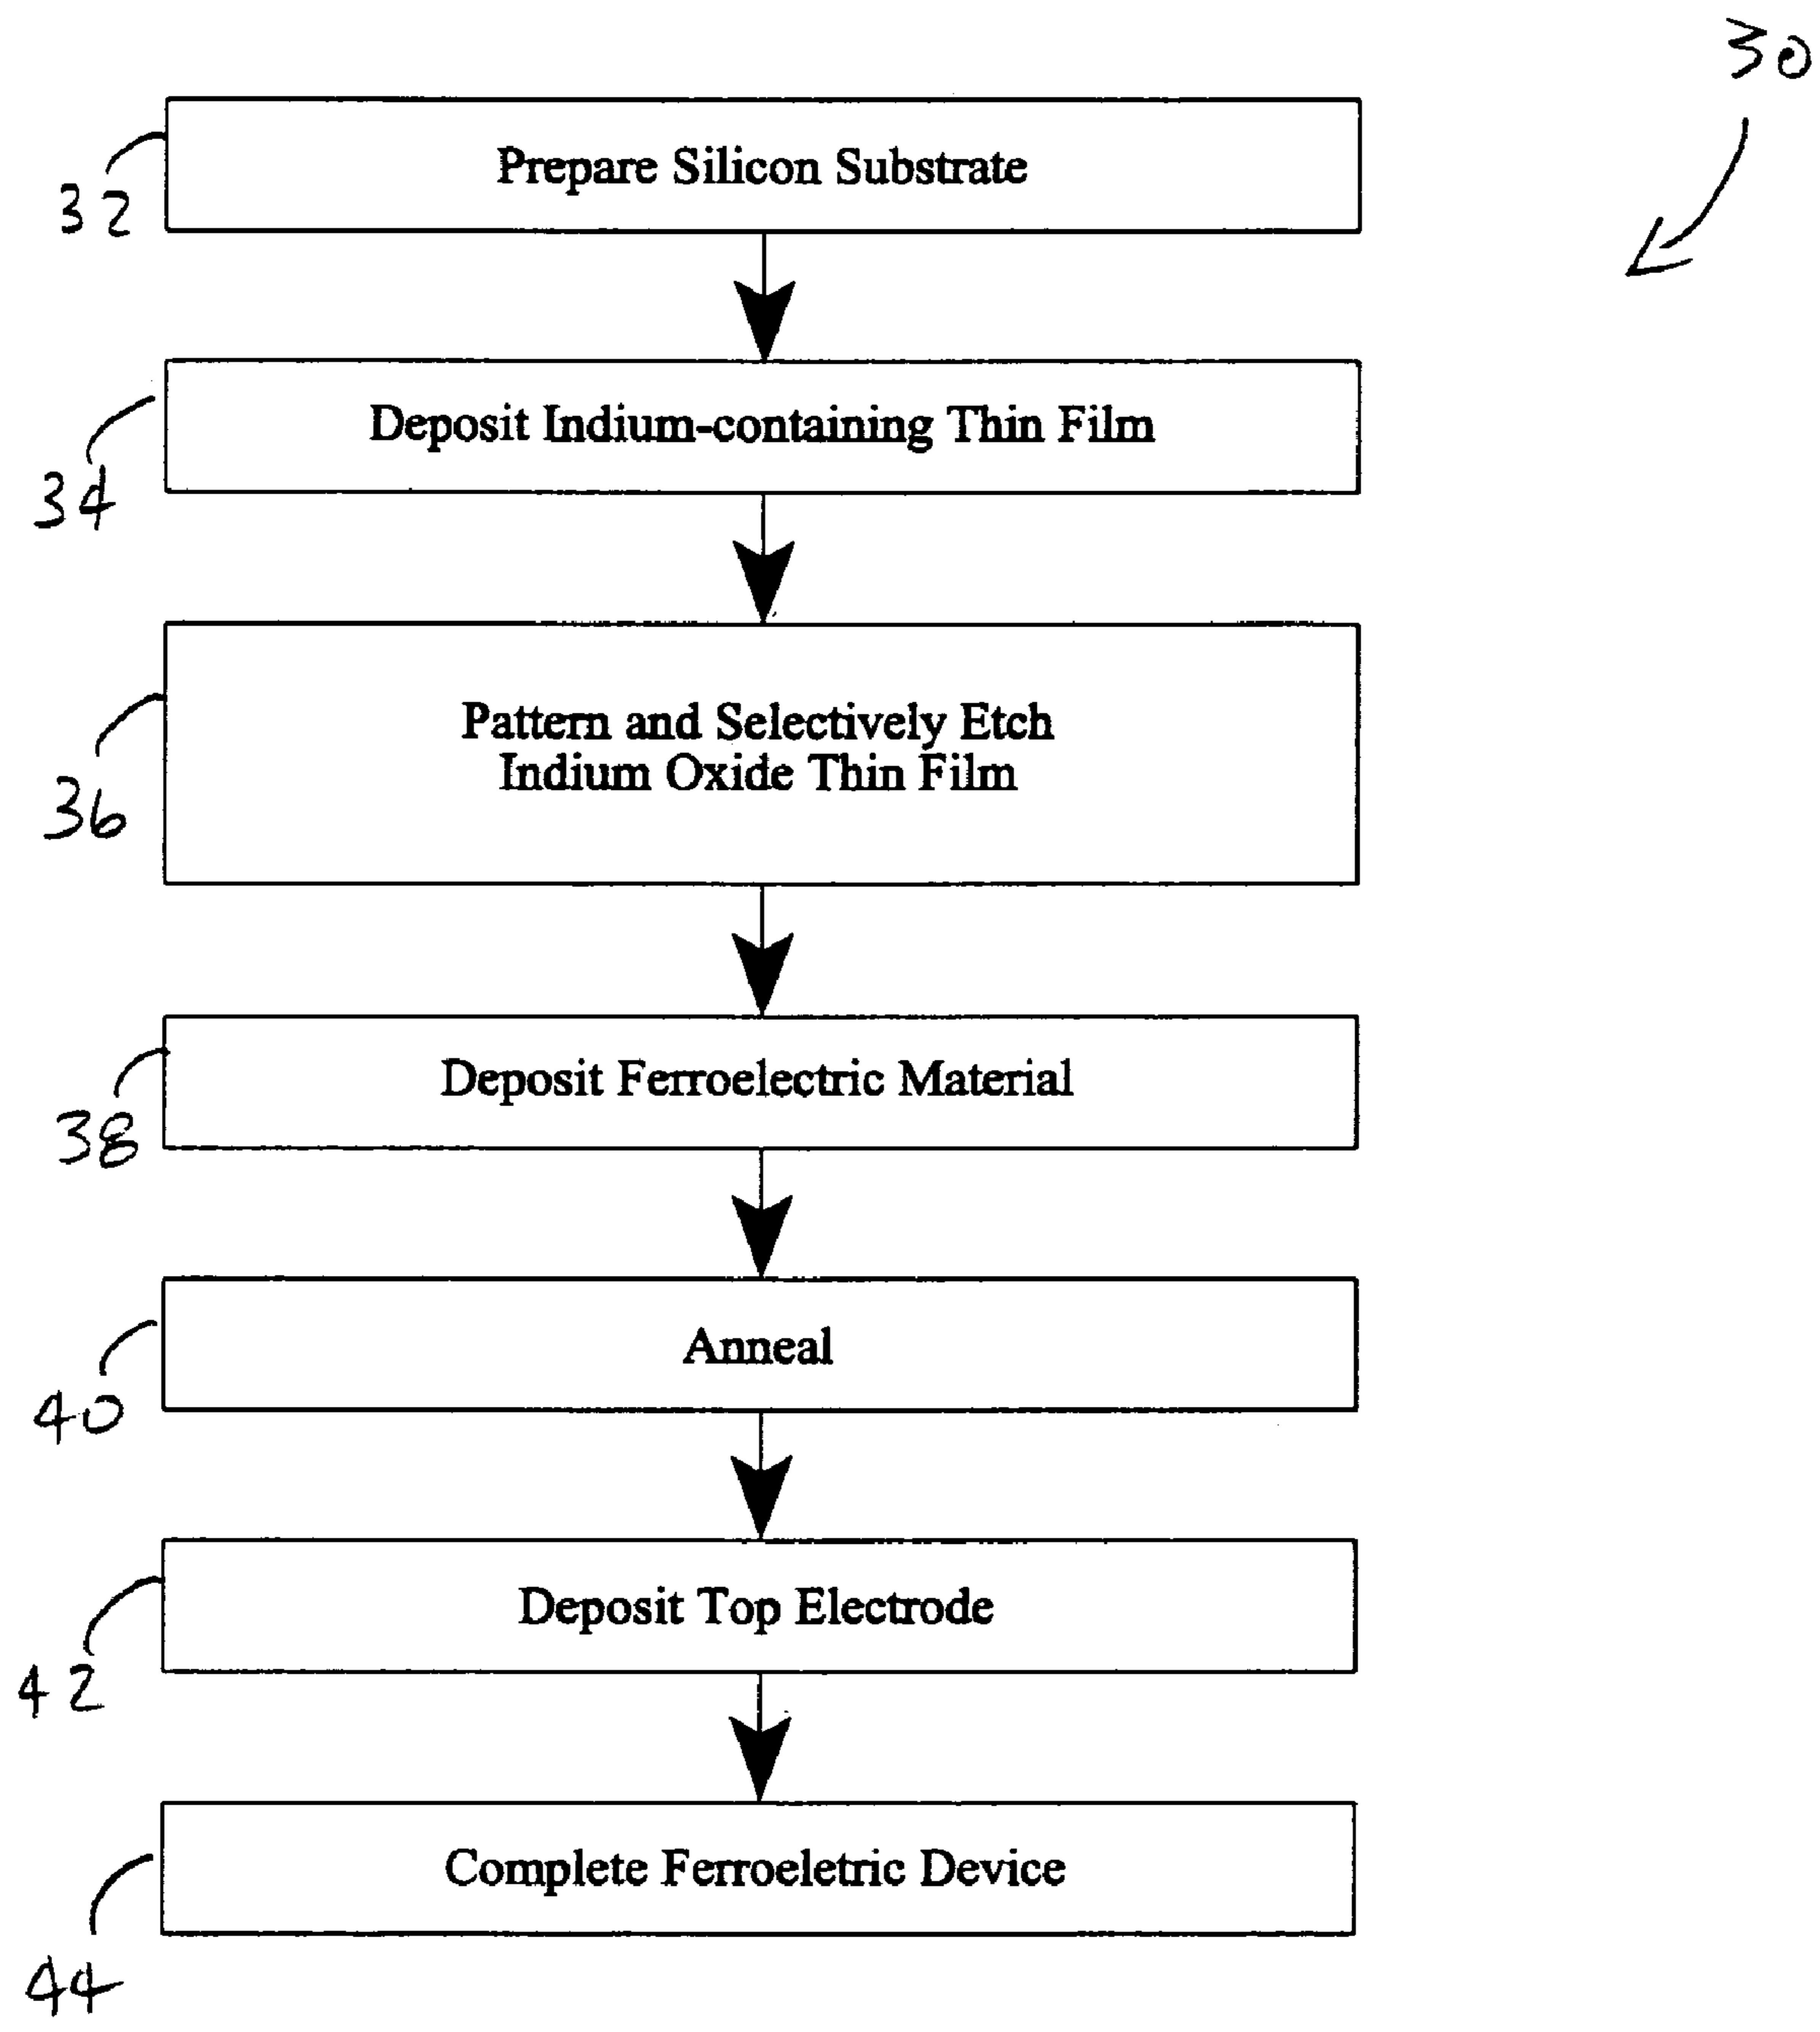 30
32
Prepare Silicon Substrate
34
Deposit Indium-containing Thin Film
36
Pattern and Selectively Etch
Indium Oxide Thin Film
38
Deposit Ferroelectric Material
40
Anneal
42
Deposit Top Electrode
44
Complete Ferroeletric Device